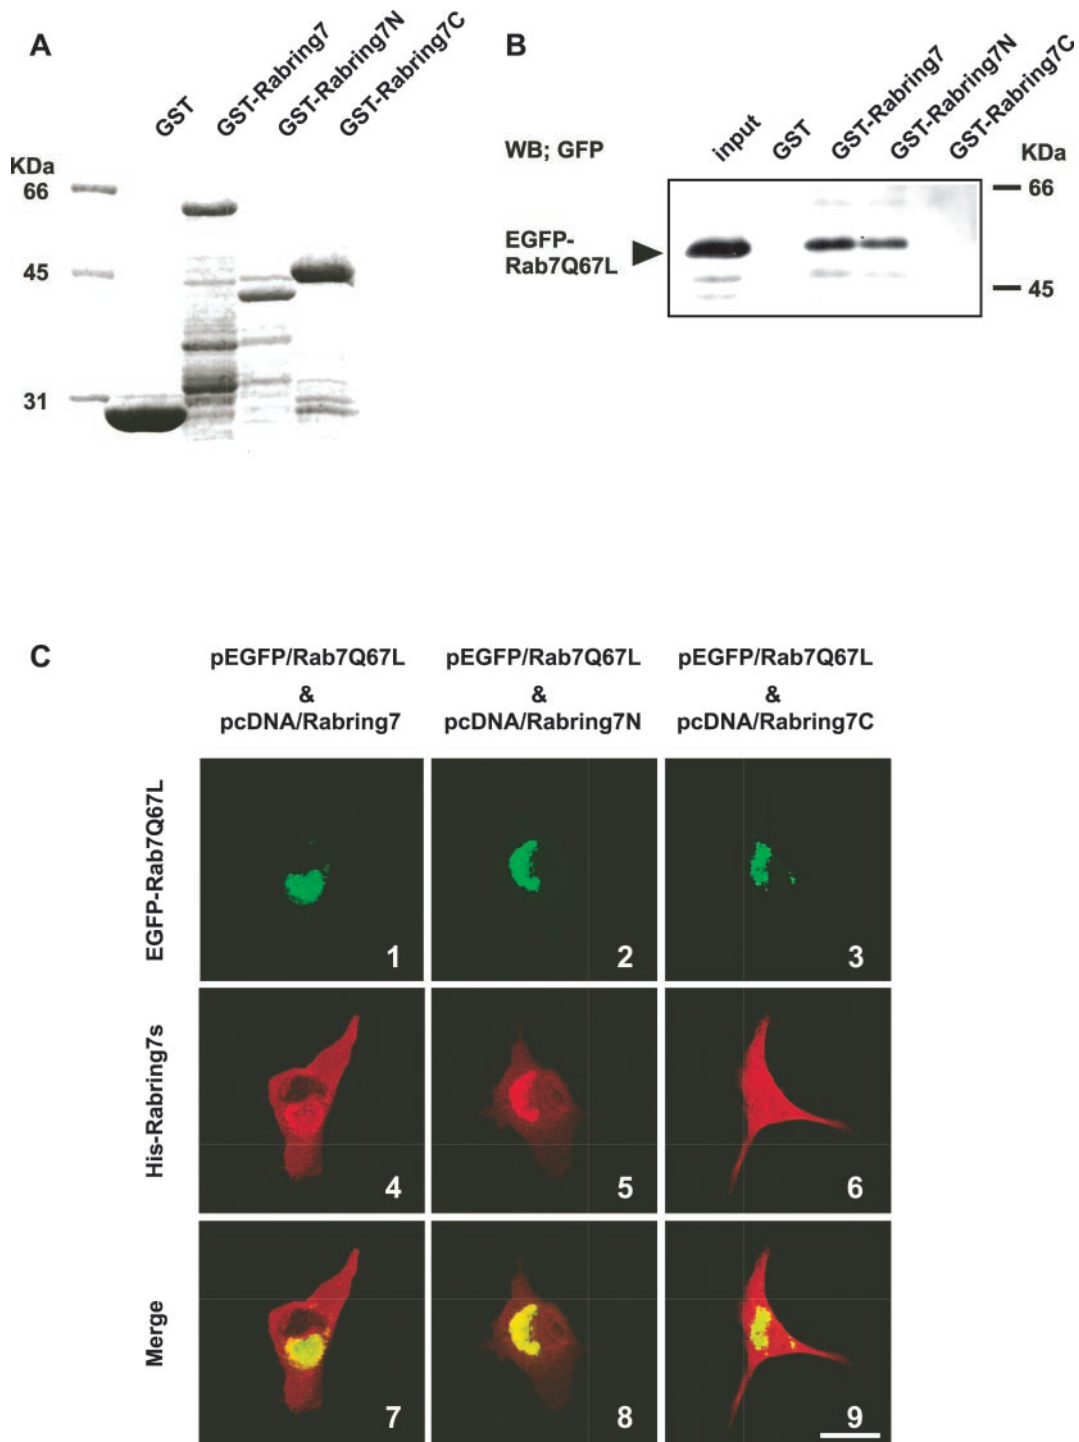 A
GST
GST-Rabring7
GST-Rabring7N
GST-Rabring7C
KDa
66
45
31
B
WB; GFP
input
GST
GST-Rabring7
GST-Rabring7N
GST-Rabring7C
KDa
66
EGFP-
Rab7Q67L
45
C
pEGFP/Rab7Q67L
&
pcDNA/Rabring7
pEGFP/Rab7Q67L
&
pcDNA/Rabring7N
pEGFP/Rab7Q67L
&
pcDNA/Rabring7C
EGFP-Rab7Q67L
1
2
3
His-Rabring7s
4
5
6
Merge
7
8
9